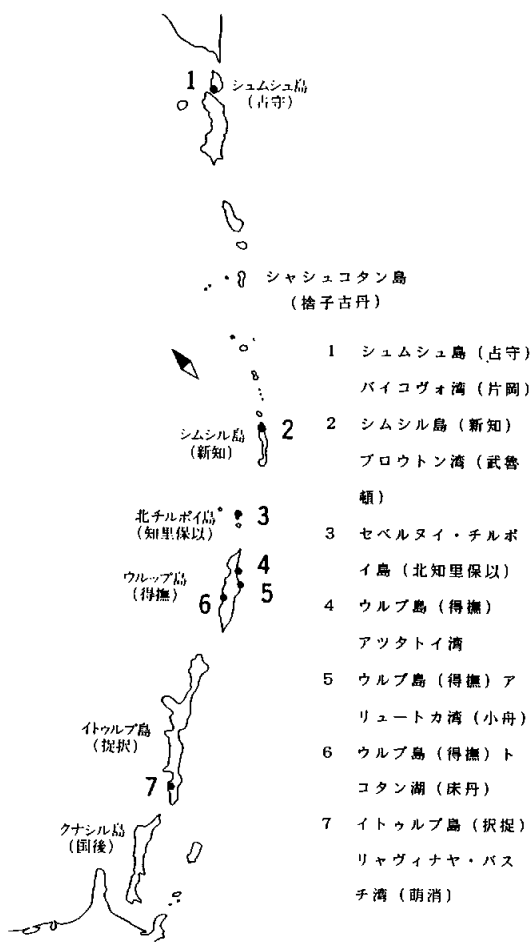 1
シュムシュ島
(占守)
シャシュコタン島
(捨子古丹)
シムシル島
(新知)
2
北チルポイ島
(知里保以)
3
ウルップ島
(得撫)
4
5
6
イトゥルプ島
(捉択)
7
クナシル島
(国後)
1 シュムシュ島(占守)
バイコヴォ湾(片岡)
2 シムシル島(新知)
ブロウトン湾(武魯
頓)
3 セベルヌイ・チルポ
イ島(北知里保以)
4 ウルプ島(得撫)
アツタトイ湾
5 ウルプ島(得撫)ア
リュートカ湾(小舟)
6 ウルプ島(得撫)ト
コタン湖(床丹)
7 イトゥルプ島(択捉)
リャヴィナヤ・パス
チ湾(萌消)